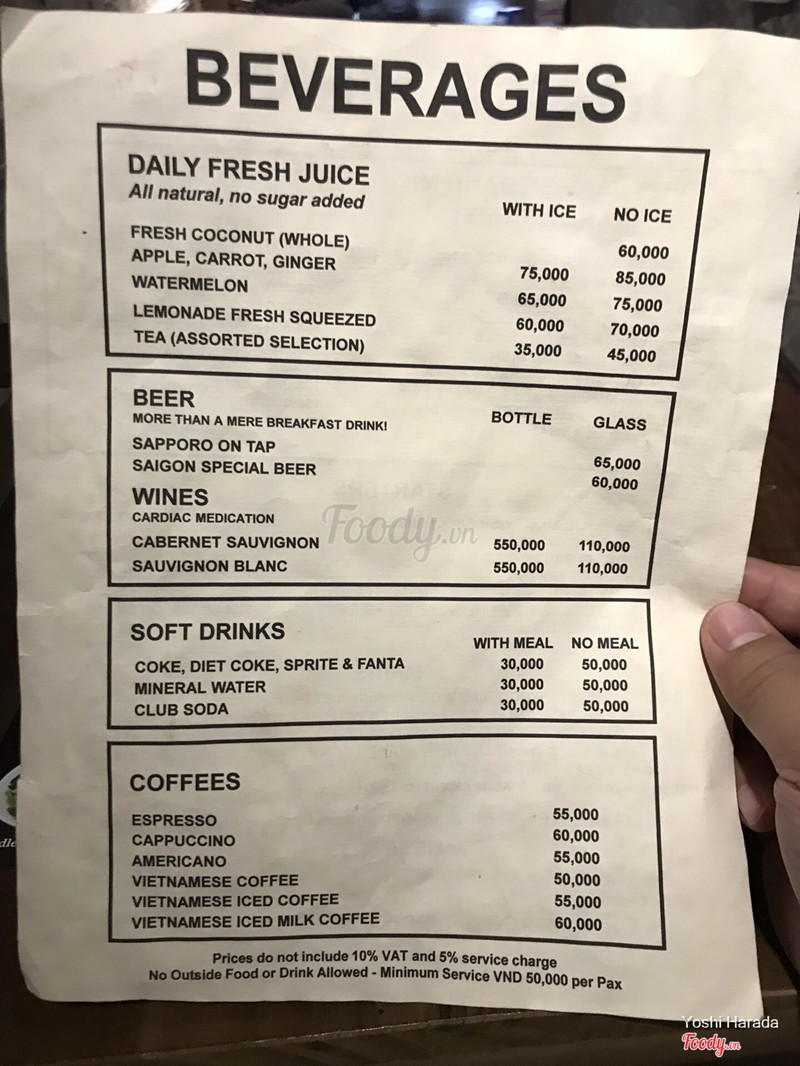 BEVERAGES
DAILY FRESH JUICE
All natural, no sugar added
WITH ICE NO ICE
FRESH COCONUT (WHOLE) 60,000
APPLE, CARROT, GINGER 75,000 85,000
WATERMELON 65,000 75,000
LEMONADE FRESH SQUEEZED 60,000 70,000
TEA (ASSORTED SELECTION) 35,000 45,000
BEER
MORE THAN A MERE BREAKFAST DRINK! BOTTLE GLASS
SAPPORO ON TAP 65,000
SAIGON SPECIAL BEER 60,000
WINES
CARDIAC MEDICATION
Foody.vn
CABERNET SAUVIGNON 550,000 110,000
SAUVIGNON BLANC 550,000 110,000
SOFT DRINKS WITH MEAL NO MEAL
COKE, DIET COKE, SPRITE & FANTA 30,000 50,000
MINERAL WATER 30,000 50,000
CLUB SODA 30,000 50,000
COFFEES
ESPRESSO 55,000
CAPPUCCINO 60,000
AMERICANO 55,000
VIETNAMESE COFFEE 50,000
VIETNAMESE ICED COFFEE 55,000
VIETNAMESE ICED MILK COFFEE 60,000
Prices do not include 10% VAT and 5% service charge
No Outside Food or Drink Allowed - Minimum Service VND 50,000 per Pax
Yoshi Harada
Foody.vn